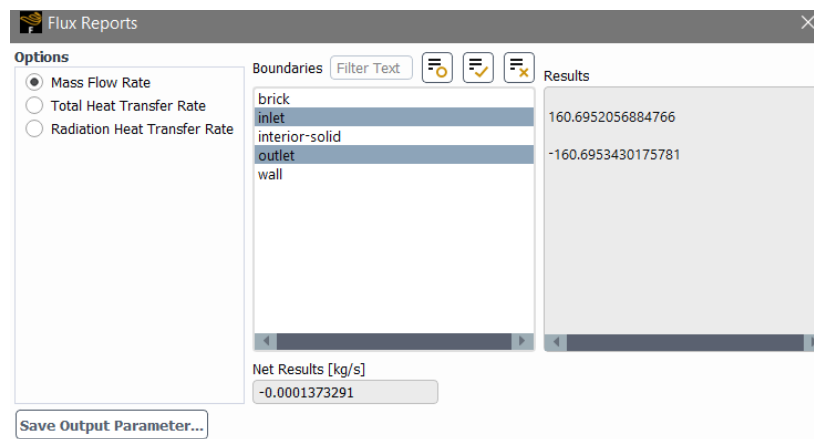 Flux Reports
Options
Mass Flow Rate
Total Heat Transfer Rate
Radiation Heat Transfer Rate
Boundaries Filter Text
brick
inlet
interior-solid
outlet
wall
Results
160.6952056884766
-160.6953430175781
Net Results [kg/s]
-0.0001373291
Save Output Parameter...